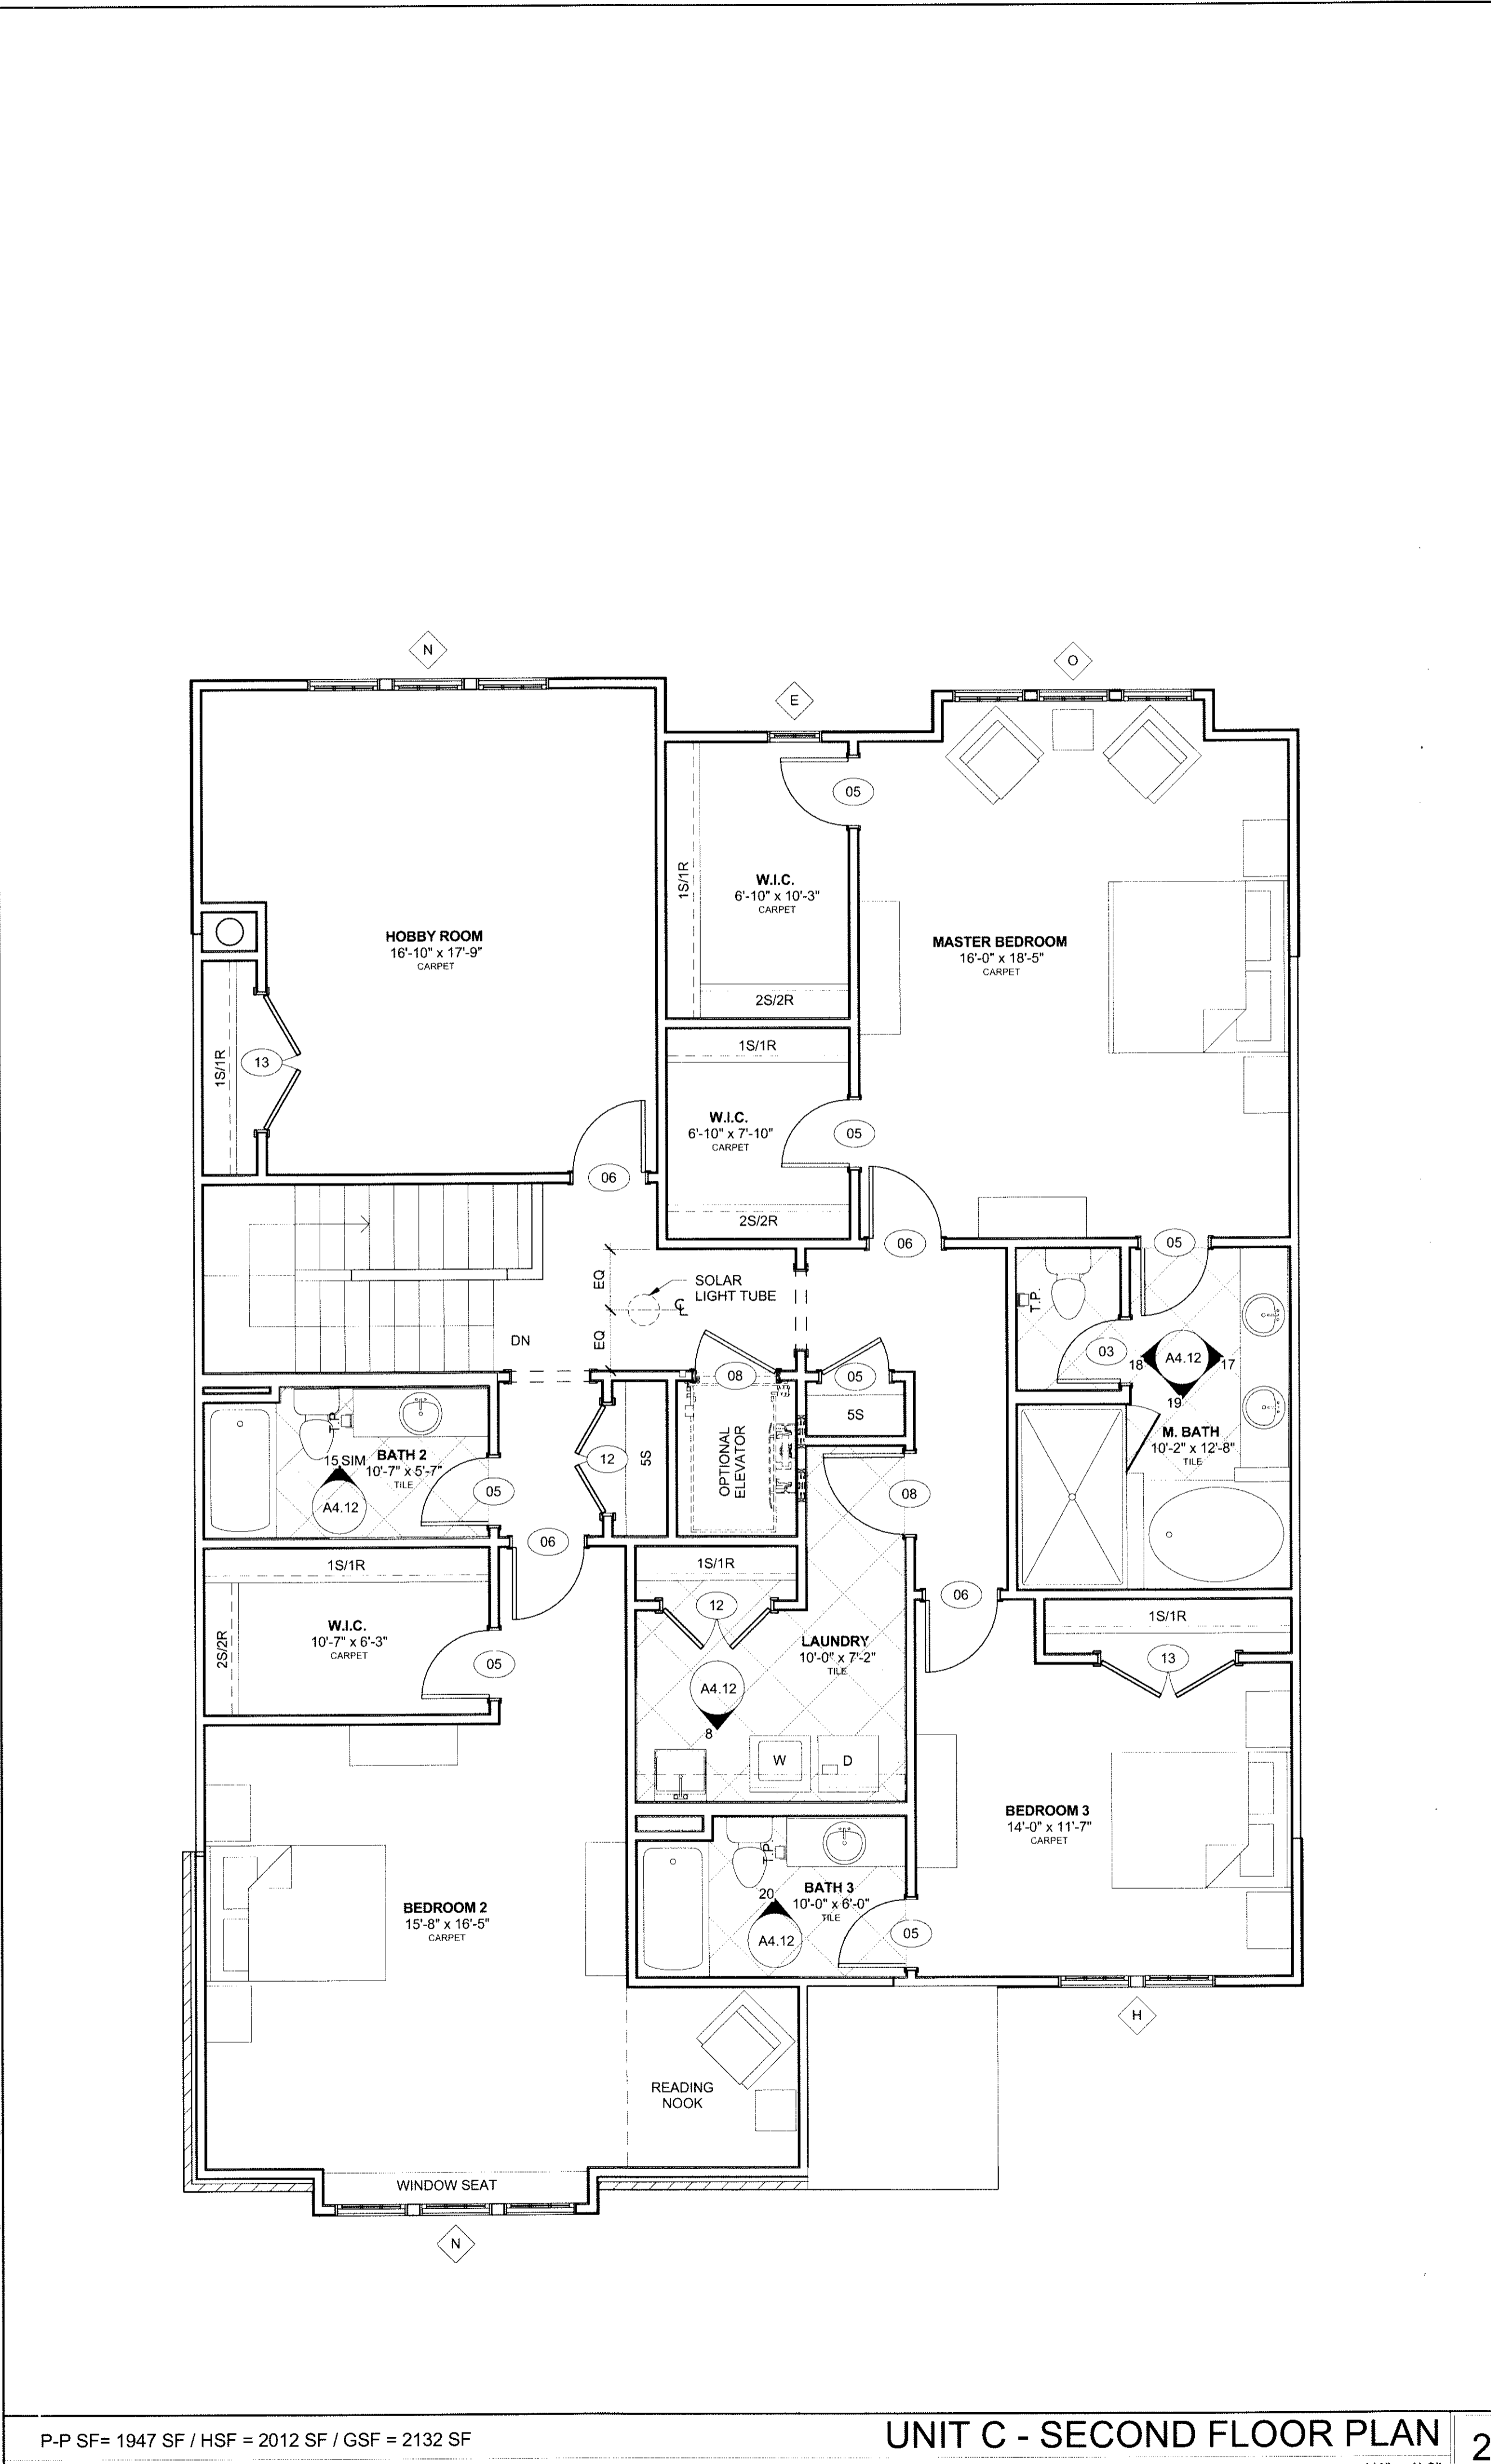 N
O
E
05
W.I.C.
6'-10" x 10'-3"
CARPET
1S/1R
2S/2R
HOBBY ROOM
16'-10" x 17'-9"
CARPET
MASTER BEDROOM
16'-0" x 18'-5"
CARPET
1S/1R
13
1S/1R
W.I.C.
6'-10" x 7'-10"
CARPET
05
2S/2R
06
06
05
EQ
SOLAR
LIGHT TUBE
EQ
DN
T.P.
03
18
A4.12
17
19
M. BATH
10'-2" x 12'-8"
TILE
08
05
5S
OPTIONAL
ELEVATOR
T.P.
BATH 2
10'-7" x 5'-7"
TILE
15 SIM
A4.12
12
5S
05
08
06
1S/1R
1S/1R
12
06
1S/1R
13
W.I.C.
10'-7" x 6'-3"
CARPET
2S/2R
05
LAUNDRY
10'-0" x 7'-2"
TILE
A4.12
8
W
D
BEDROOM 3
14'-0" x 11'-7"
CARPET
T.P.
BATH 3
10'-0" x 6'-0"
TILE
20
A4.12
05
BEDROOM 2
15'-8" x 16'-5"
CARPET
H
READING
NOOK
WINDOW SEAT
N
P-P SF= 1947 SF / HSF = 2012 SF / GSF = 2132 SF
UNIT C - SECOND FLOOR PLAN
2